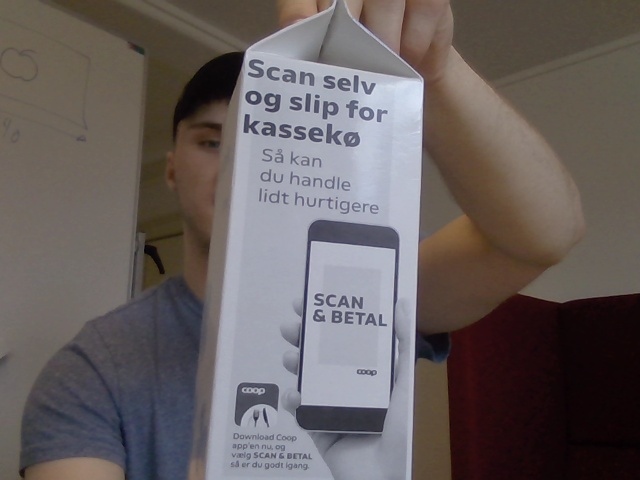 Scan selv
og slip for
kassekø
Så kan
du handle
lidt hurtigere
SCAN
& BETAL
coop
coop
Download Coop
app'en nu, og
vælg SCAN & BETAL
så er du godt igang.